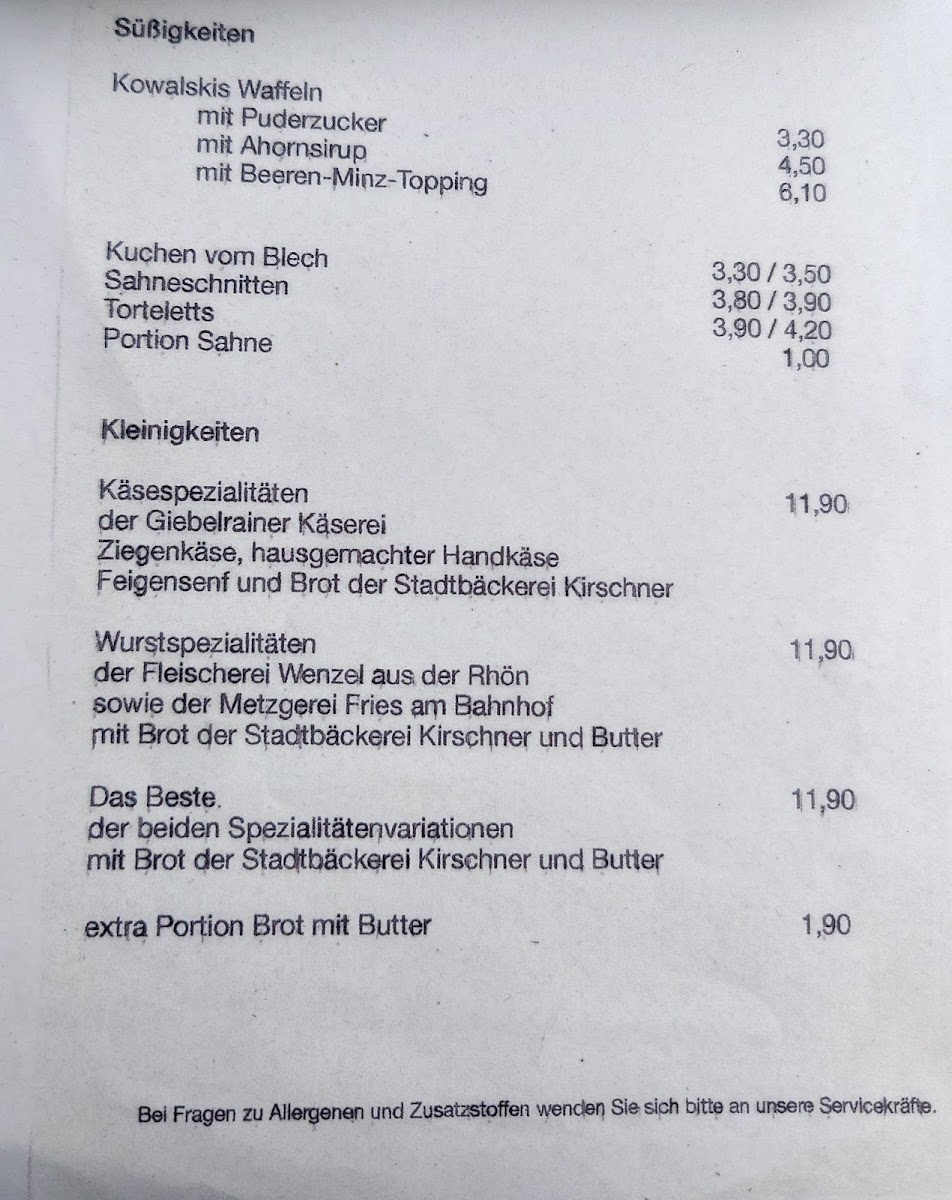 Süßigkeiten
Kowalskis Waffeln
mit Puderzucker 3,30
mit Ahornsirup 4,50
mit Beeren-Minz-Topping 6,10
Kuchen vom Blech 3,30 / 3,50
Sahneschnitten 3,80 / 3,90
Torteletts 3,90 / 4,20
Portion Sahne 1,00
Kleinigkeiten
Käsespezialitäten 11,90
der Giebelrainer Käserei
Ziegenkäse, hausgemachter Handkäse
Feigensenf und Brot der Stadtbäckerei Kirschner
Wurstspezialitäten 11,90
der Fleischerei Wenzel aus der Rhön
sowie der Metzgerei Fries am Bahnhof
mit Brot der Stadtbäckerei Kirschner und Butter
Das Beste. 11,90
der beiden Spezialitätenvariationen
mit Brot der Stadtbäckerei Kirschner und Butter
extra Portion Brot mit Butter 1,90
Bei Fragen zu Allergenen und Zusatzstoffen wenden Sie sich bitte an unsere Servicekräfte.